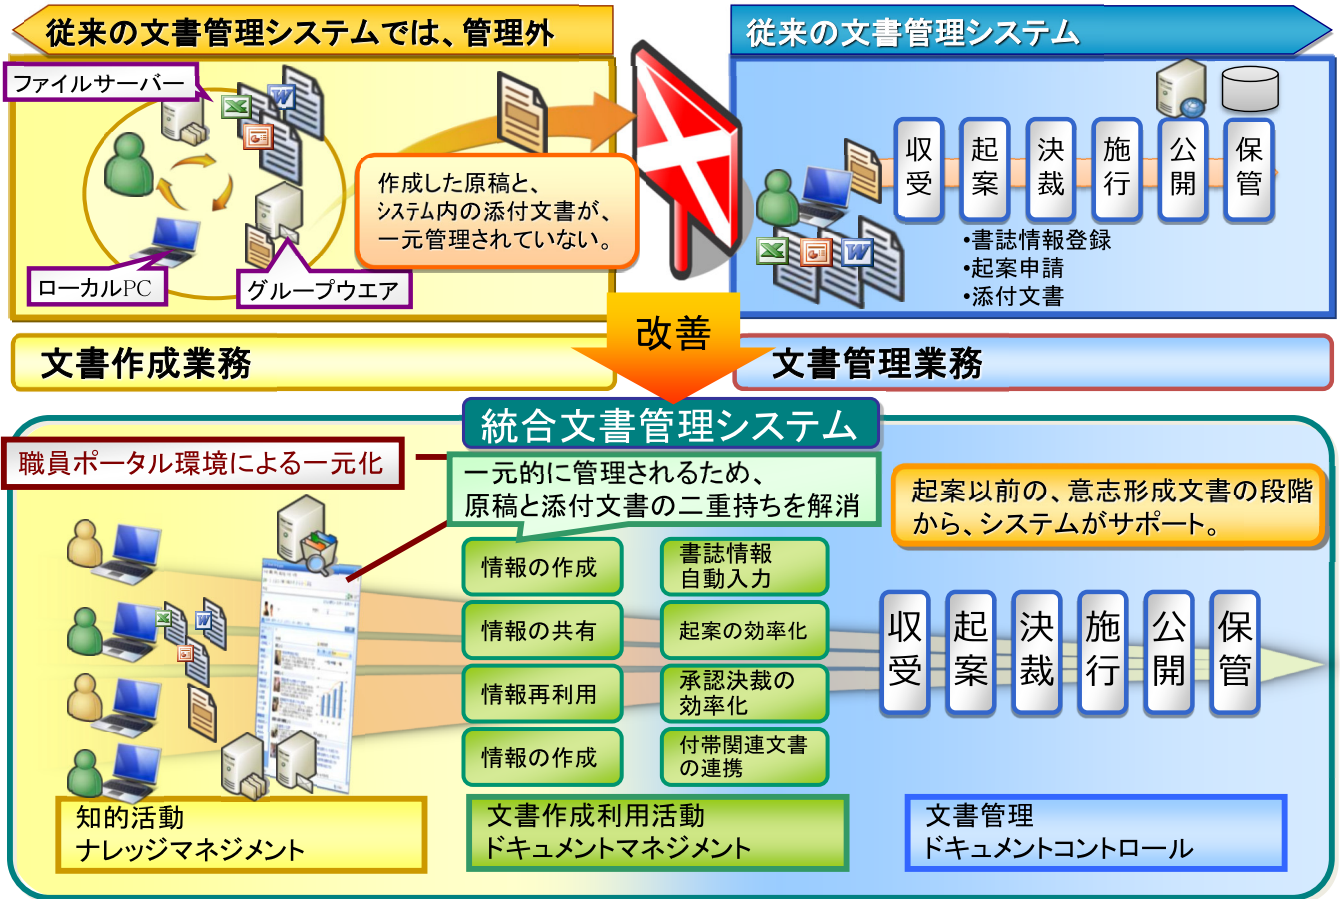 従来の文書管理システムでは、管理外
ファイルサーバー
作成した原稿と、
システム内の添付文書が、
一元管理されていない。
ローカルPC
グループウエア
文書作成業務
従来の文書管理システム
収受
起案
決裁
施行
公開
保管
•書誌情報登録
•起案申請
•添付文書
文書管理業務
改善
統合文書管理システム
職員ポータル環境による一元化
一元的に管理されるため、
原稿と添付文書の二重持ちを解消
起案以前の、意志形成文書の段階
から、システムがサポート。
情報の作成
情報の共有
情報再利用
情報の作成
書誌情報
自動入力
起案の効率化
承認決裁の
効率化
付帯関連文書
の連携
収受
起案
決裁
施行
公開
保管
知的活動
ナレッジマネジメント
文書作成利用活動
ドキュメントマネジメント
文書管理
ドキュメントコントロール